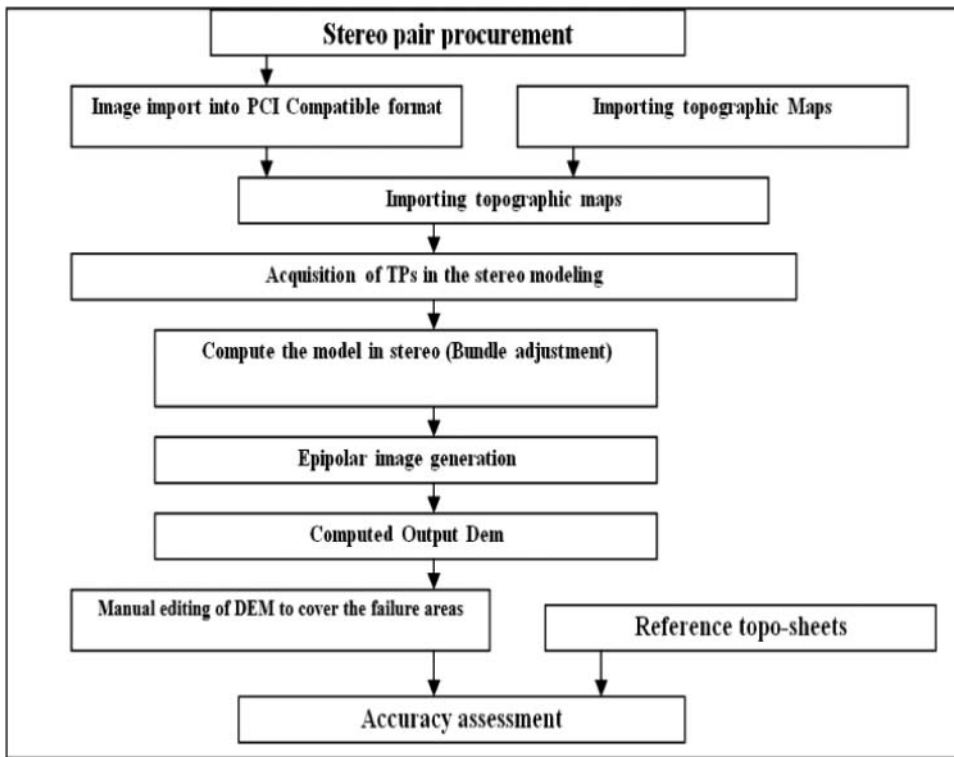 Stereo pair procurement
Image import into PCI Compatible format
Importing topographic Maps
Importing topographic maps
Acquisition of TPs in the stereo modeling
Compute the model in stereo (Bundle adjustment)
Epipolar image generation
Computed Output Dem
Manual editing of DEM to cover the failure areas
Reference topo-sheets
Accuracy assessment